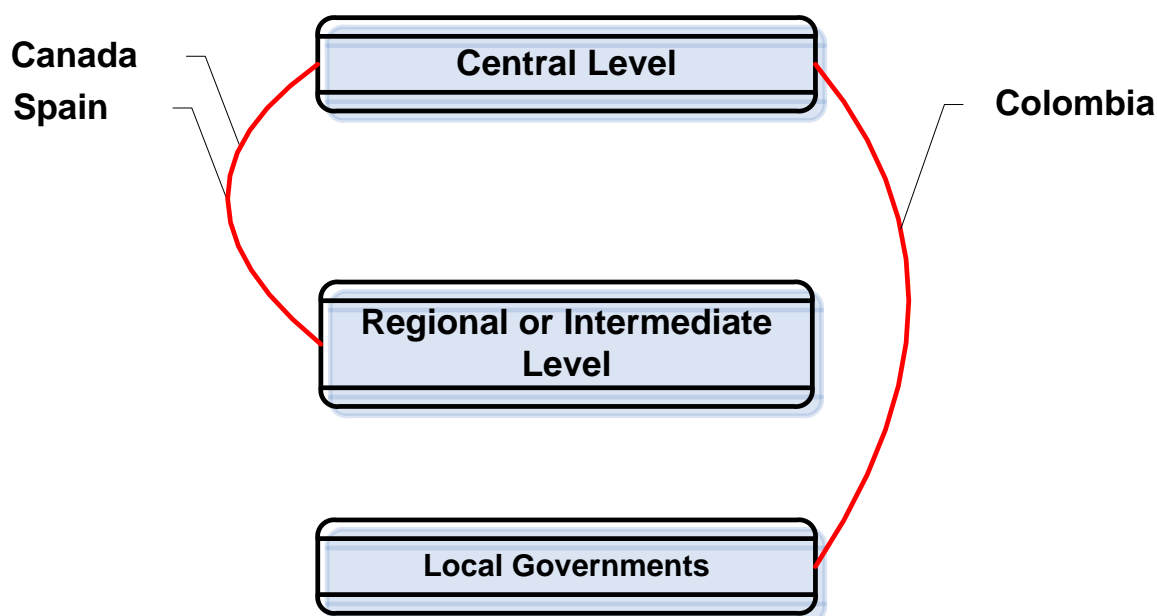 Canada
Spain
Central Level
Colombia
Regional or Intermediate
Level
Local Governments